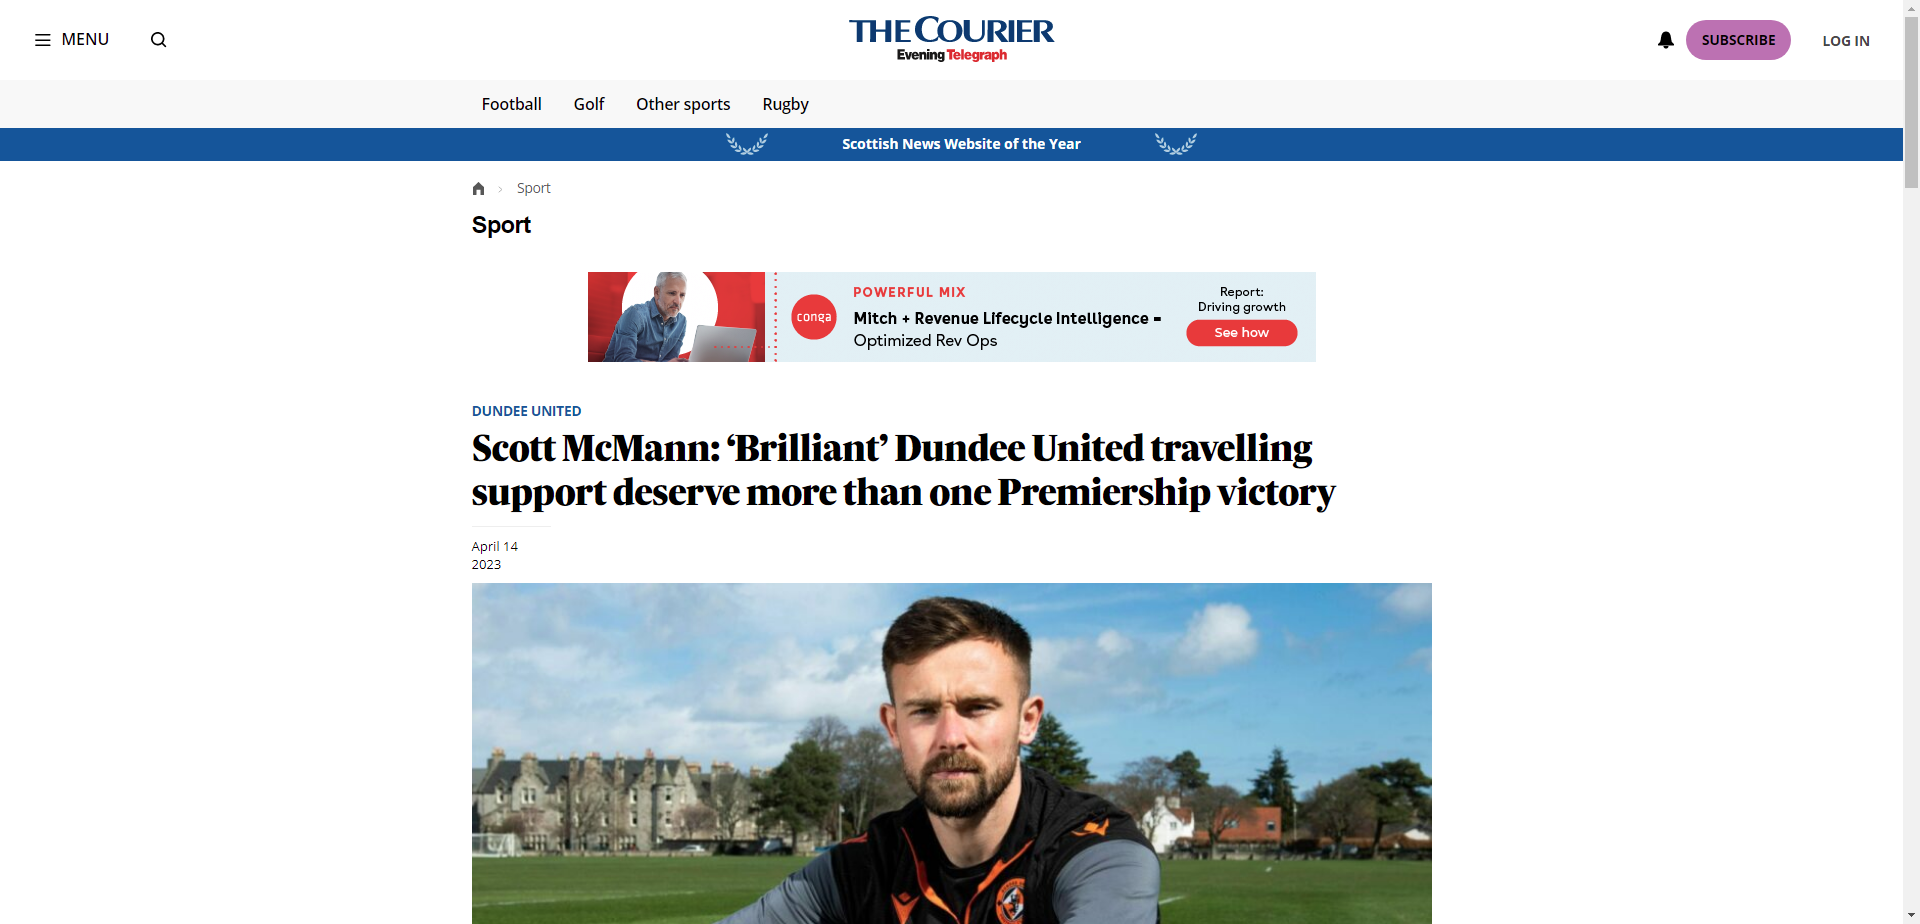 MENU
THE COURIER
Evening Telegraph
SUBSCRIBE
LOG IN
Football
Golf
Other sports
Rugby
Scottish News Website of the Year
Sport
Sport
conga
POWERFUL MIX
Mitch + Revenue Lifecycle Intelligence =
Optimized Rev Ops
Report:
Driving growth
See how
DUNDEE UNITED
Scott McMann: ‘Brilliant’ Dundee United travelling
support deserve more than one Premiership victory
April 14
2023